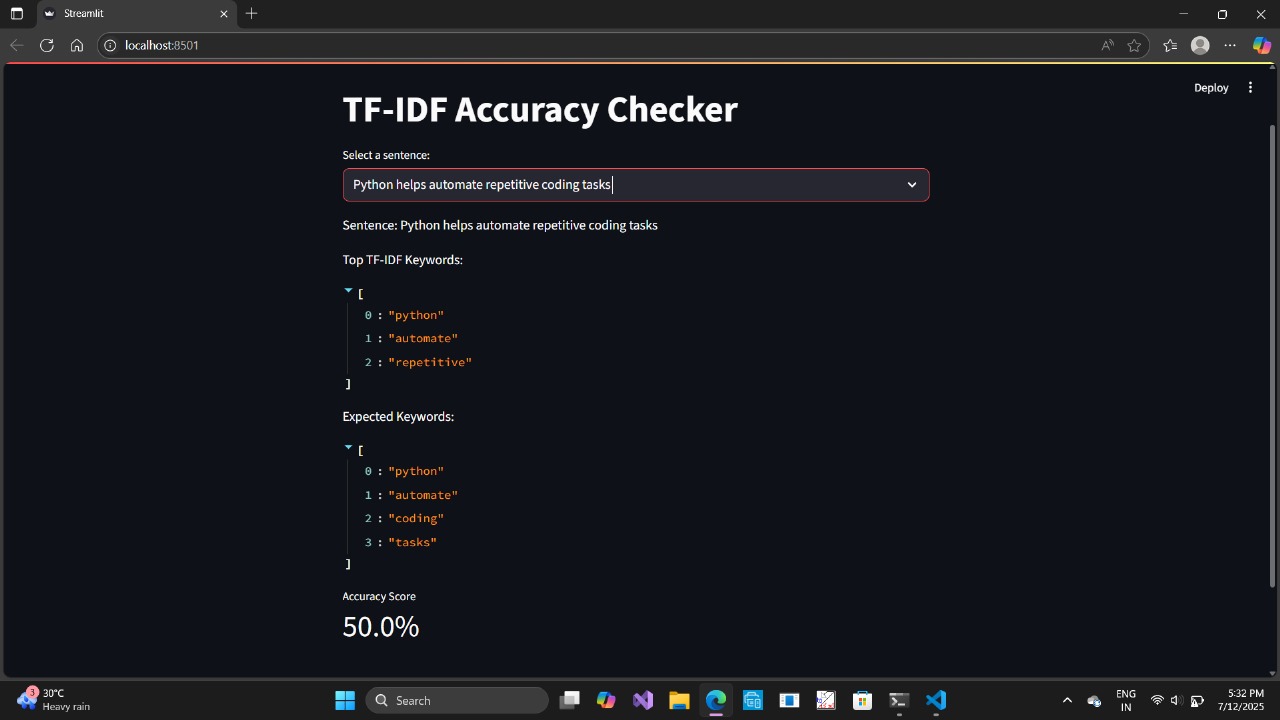 Streamlit
localhost:8501
Deploy
TF-IDF Accuracy Checker
Select a sentence:
Python helps automate repetitive coding tasks
Sentence: Python helps automate repetitive coding tasks
Top TF-IDF Keywords:
[
0 : "python"
1 : "automate"
2 : "repetitive"
]
Expected Keywords:
[
0 : "python"
1 : "automate"
2 : "coding"
3 : "tasks"
]
Accuracy Score
50.0%
3
30°C
Heavy rain
Search
ENG
IN
5:32 PM
7/12/2025